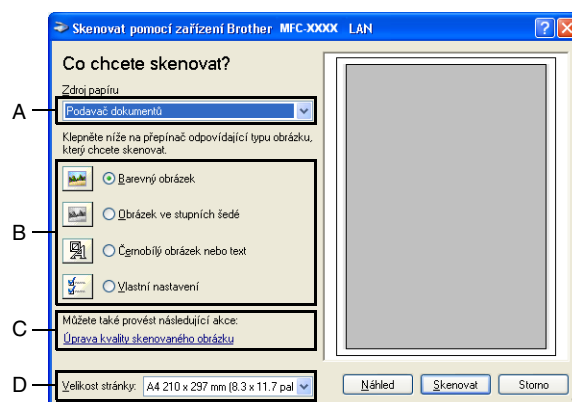 Skenovat pomocí zařízení Brother MFC-XXXX LAN
Co chcete skenovat?
Zdroj papíru
A
Podavač dokumentů
Klepněte níže na přepínač odpovídající typu obrázku,
který chcete skenovat.
B
Barevný obrázek
Obrázek ve stupních šedé
Černobílý obrázek nebo text
Vlastní nastavení
C
Můžete také provést následující akce:
Úprava kvality skenovaného obrázku
D
Velikost stránky: A4 210 x 297 mm (8.3 x 11.7 pal
Náhled Skenovat Storno